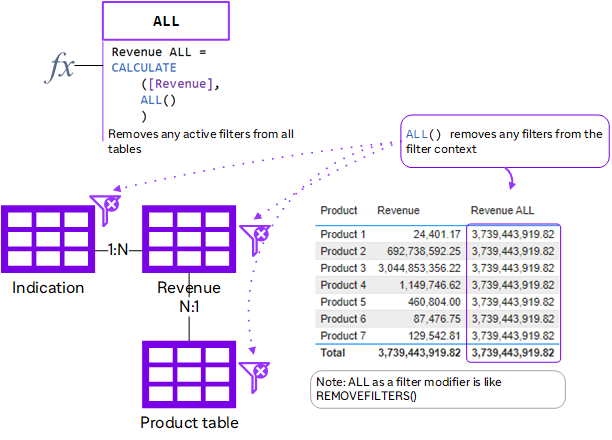 ALL
fx
Revenue ALL =
CALCULATE
([Revenue],
ALL()
)
Removes any active filters from all
tables
ALL() removes any filters from the
filter context
1:N
Indication
Revenue
N:1
Product table
Product Revenue Revenue ALL
Product 1 24,401.17 3,739,443,919.82
Product 2 692,738,592.25 3,739,443,919.82
Product 3 3,044,853,356.22 3,739,443,919.82
Product 4 1,149,746.62 3,739,443,919.82
Product 5 460,804.00 3,739,443,919.82
Product 6 87,476.75 3,739,443,919.82
Product 7 129,542.81 3,739,443,919.82
Total 3,739,443,919.82 3,739,443,919.82
Note: ALL as a filter modifier is like
REMOVEFILTERS()